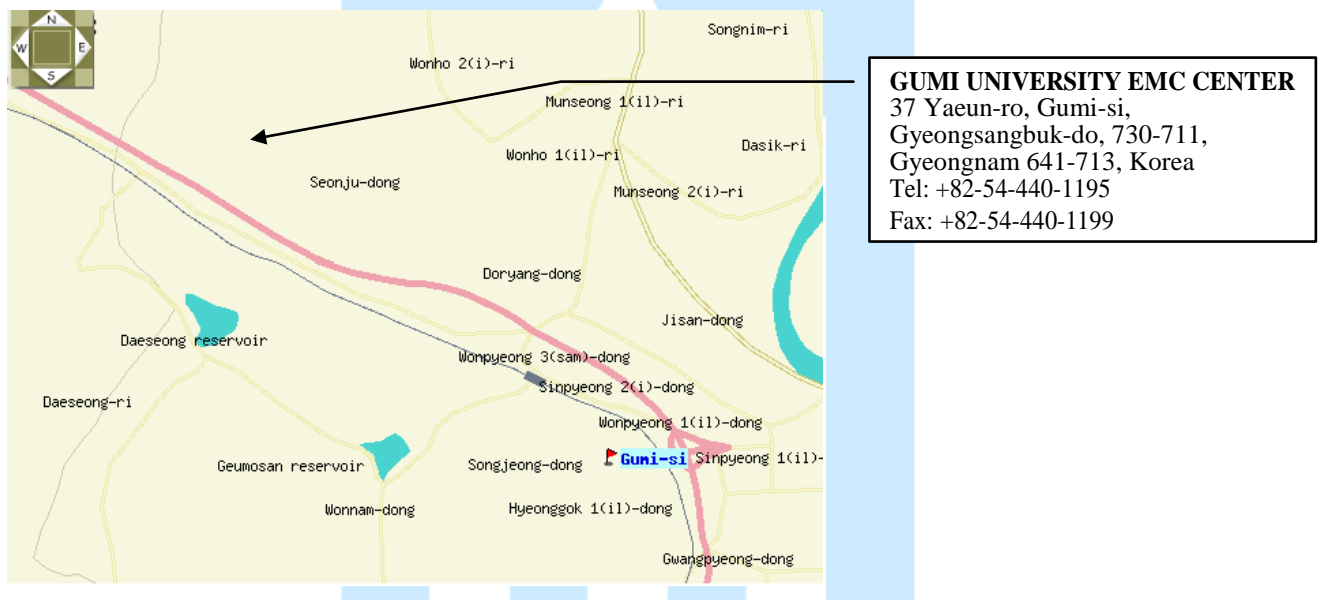 N
W E
S
Songnim-ri
Wonho 2(i)-ri
Munseong 1(il)-ri
Dasik-ri
Wonho 1(il)-ri
Seonju-dong
Munseong 2(i)-ri
Doryang-dong
Jisan-dong
Daeseong reservoir
Wonpyeong 3(sam)-dong
Sinpyeong 2(i)-dong
Daeseong-ri
Wonpyeong 1(il)-dong
Gumi-si
Sinpyeong 1(il)-
Geumosan reservoir
Songjeong-dong
Wonnam-dong
Hyeonggok 1(il)-dong
Gwangpyeong-dong
GUMI UNIVERSITY EMC CENTER
37 Yaeun-ro, Gumi-si,
Gyeongsangbuk-do, 730-711,
Gyeongnam 641-713, Korea
Tel: +82-54-440-1195
Fax: +82-54-440-1199